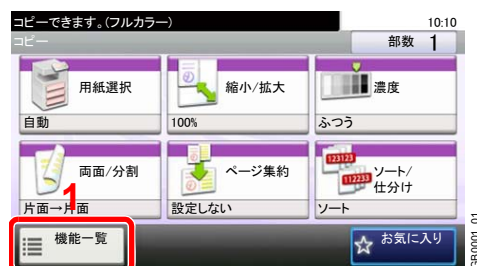 コピーできます。(フルカラー)
10:10
コピー
部数 1
用紙選択
自動
縮小/拡大
100%
濃度
ふつう
両面/分割
片面→片面
ページ集約
設定しない
123123
112233
ソート/
仕分け
ソート
1
機能一覧
お気に入り
GB0001_01